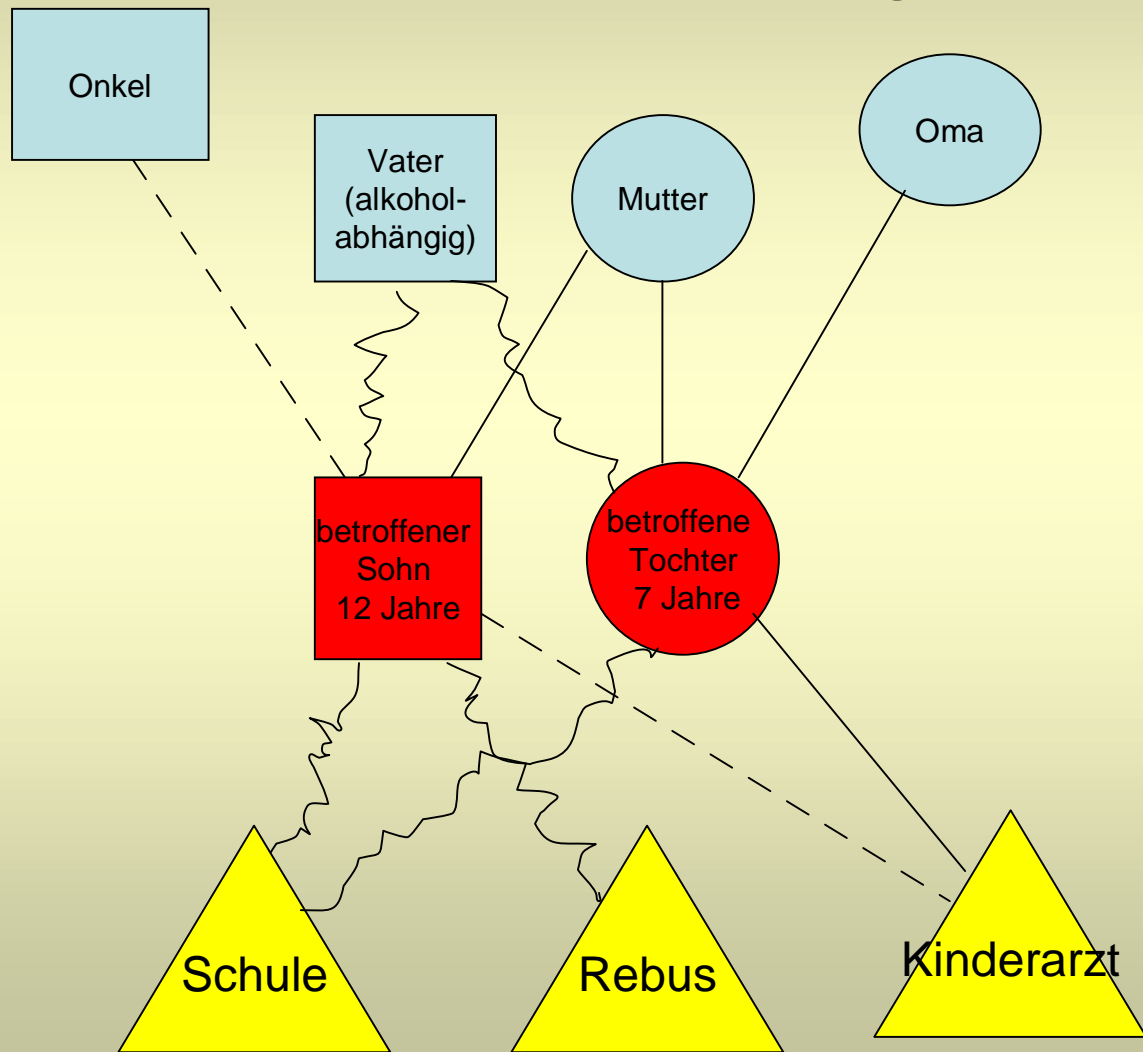 Onkel
Vater
(alkohol-
abhängig)
Mutter
Oma
betroffener
Sohn
12 Jahre
betroffene
Tochter
7 Jahre
Schule
Rebus
Kinderarzt